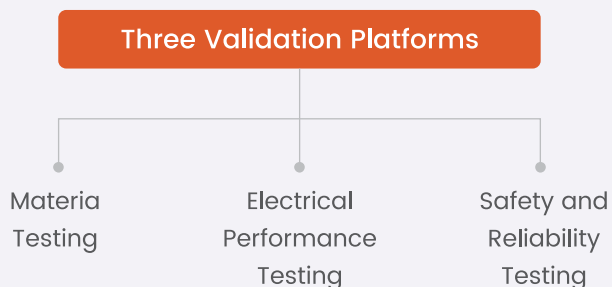 Three Validation Platforms
Materia
Testing
Electrical
Performance
Testing
Safety and
Reliability
Testing